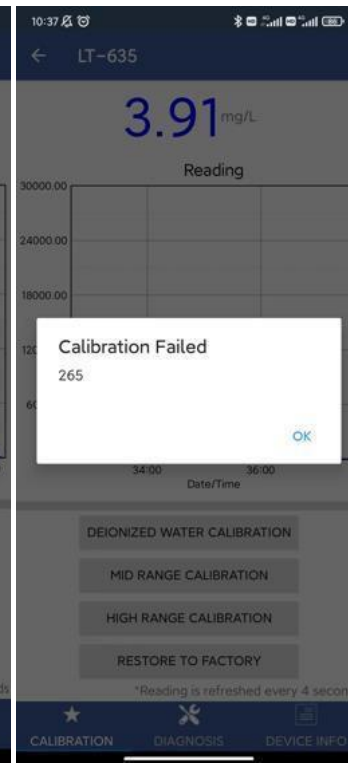 10:37
LT-635
3.91 mg/L
Reading
30000.00
24000.00
18000.00
Calibration Failed
265
OK
34:00 36:00
Date/Time
DEIONIZED WATER CALIBRATION
MID RANGE CALIBRATION
HIGH RANGE CALIBRATION
RESTORE TO FACTORY
*Reading is refreshed every 4 secon
CALIBRATION DIAGNOSIS DEVICE INFO